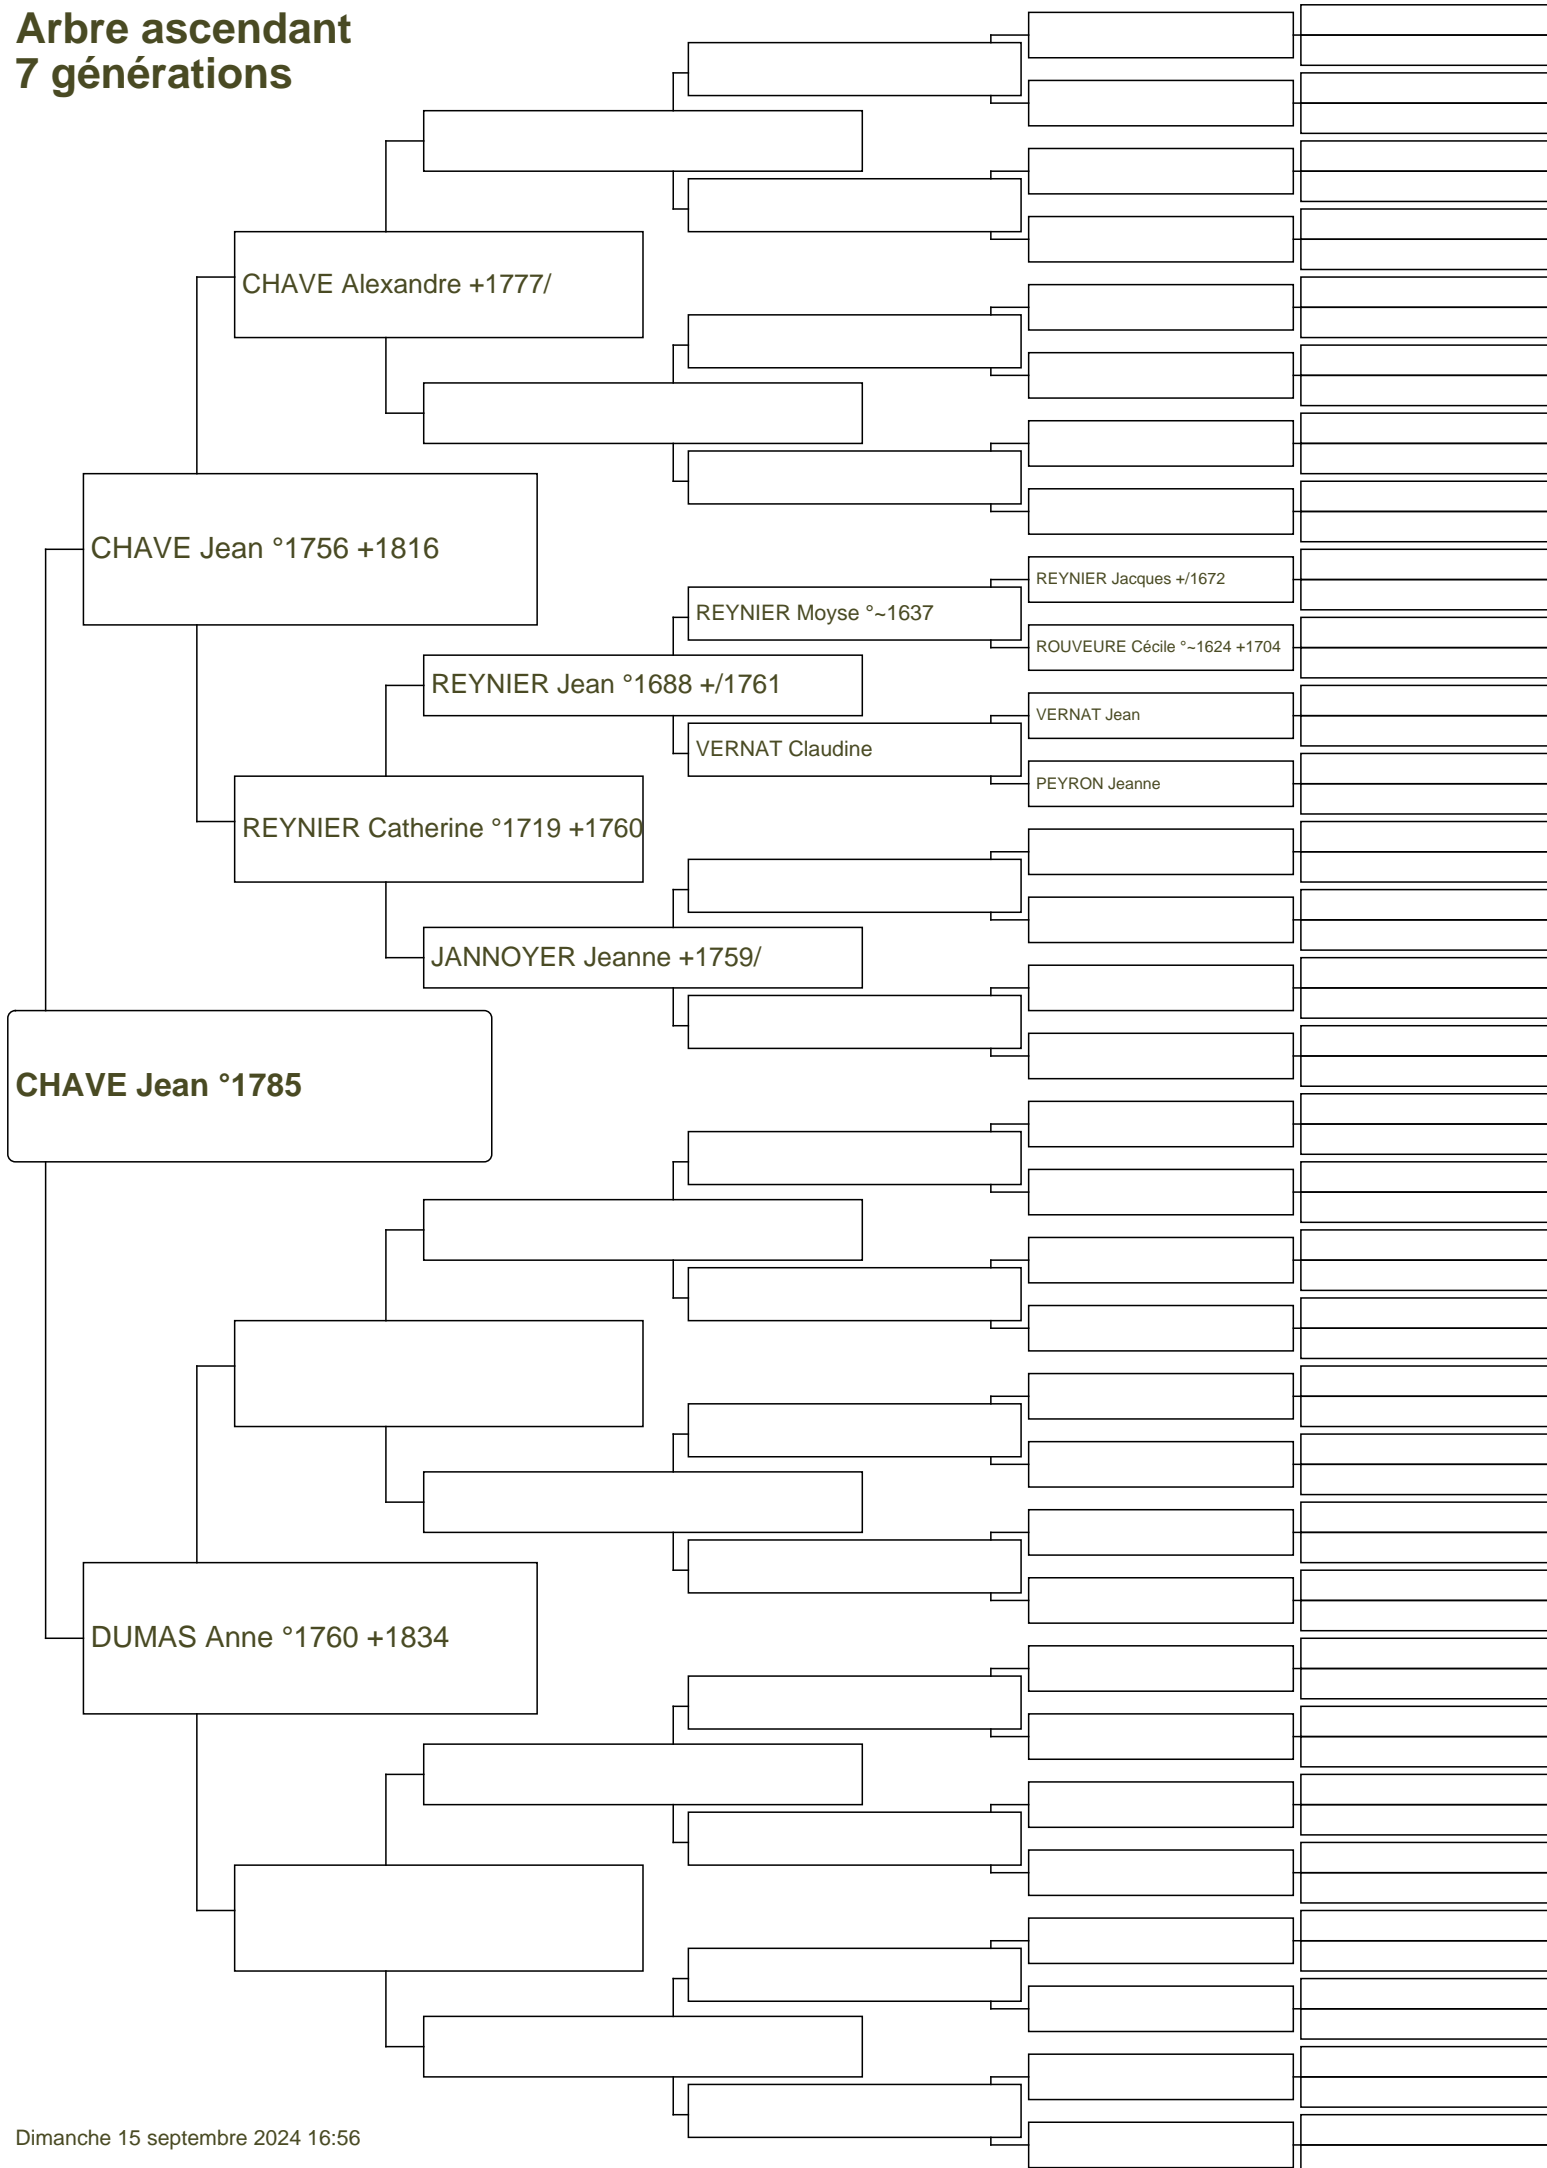 Arbre ascendant
7 générations
CHAVE Alexandre +1777/
CHAVE Jean °1756 +1816
REYNIER Jacques +/1672
REYNIER Moyse °~1637
ROUVEURE Cécile °~1624 +1704
REYNIER Jean °1688 +/1761
VERNAT Jean
VERNAT Claudine
PEYRON Jeanne
REYNIER Catherine °1719 +1760
JANNOYER Jeanne +1759/
CHAVE Jean °1785
DUMAS Anne °1760 +1834
Dimanche 15 septembre 2024 16:56